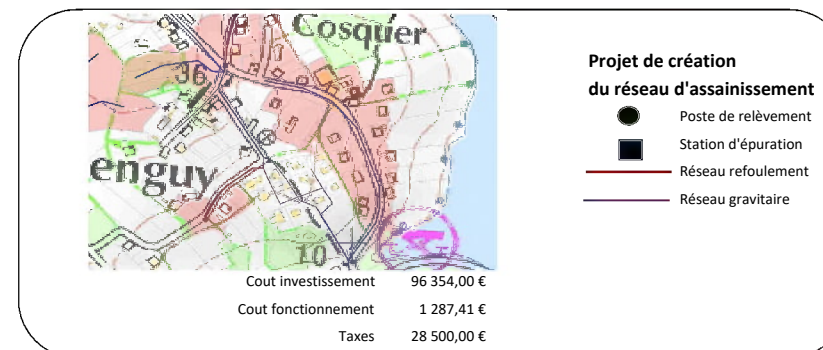 Cosquer
36
enguy
10
Cout investissement 96 354,00 €
Cout fonctionnement 1 287,41 €
Taxes 28 500,00 €
Projet de création
du réseau d'assainissement
Poste de relèvement
Station d'épuration
Réseau refoulement
Réseau gravitaire